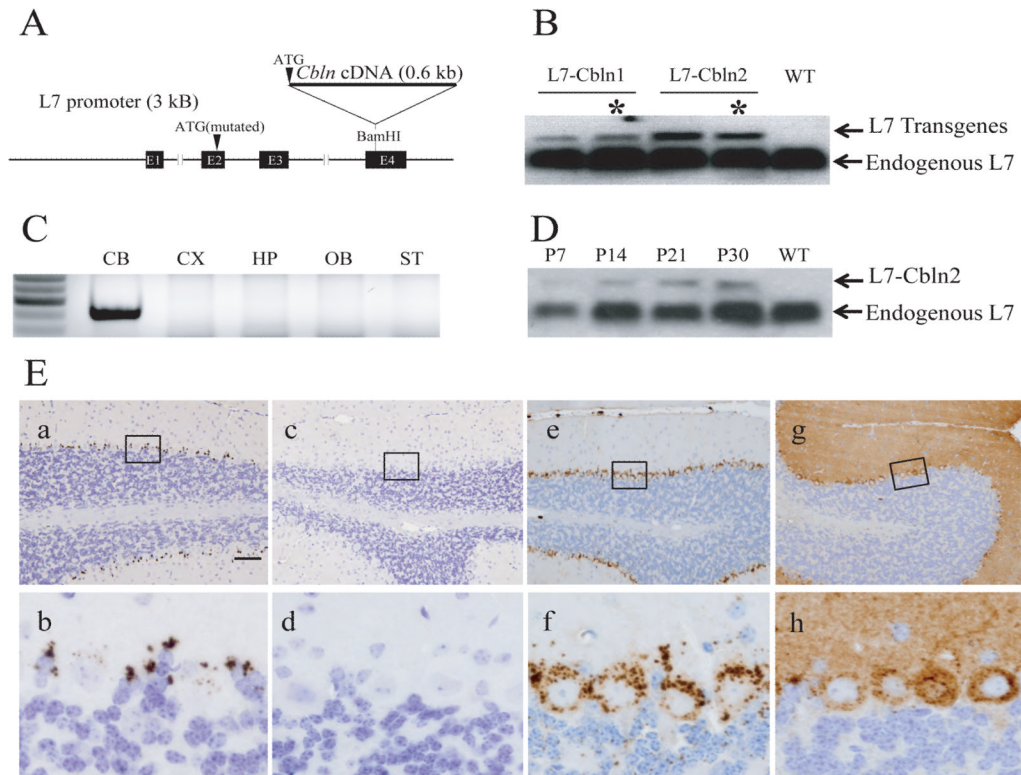 A
ATG
Cbln cDNA (0.6 kb)
L7 promoter (3 kB)
ATG(mutated)
BamHI
E1
E2
E3
E4
B
L7-Cbln1
L7-Cbln2
WT
*
*
L7 Transgenes
Endogenous L7
C
CB
CX
HP
OB
ST
D
P7
P14
P21
P30
WT
L7-Cbln2
Endogenous L7
E
a
c
e
g
b
d
f
h